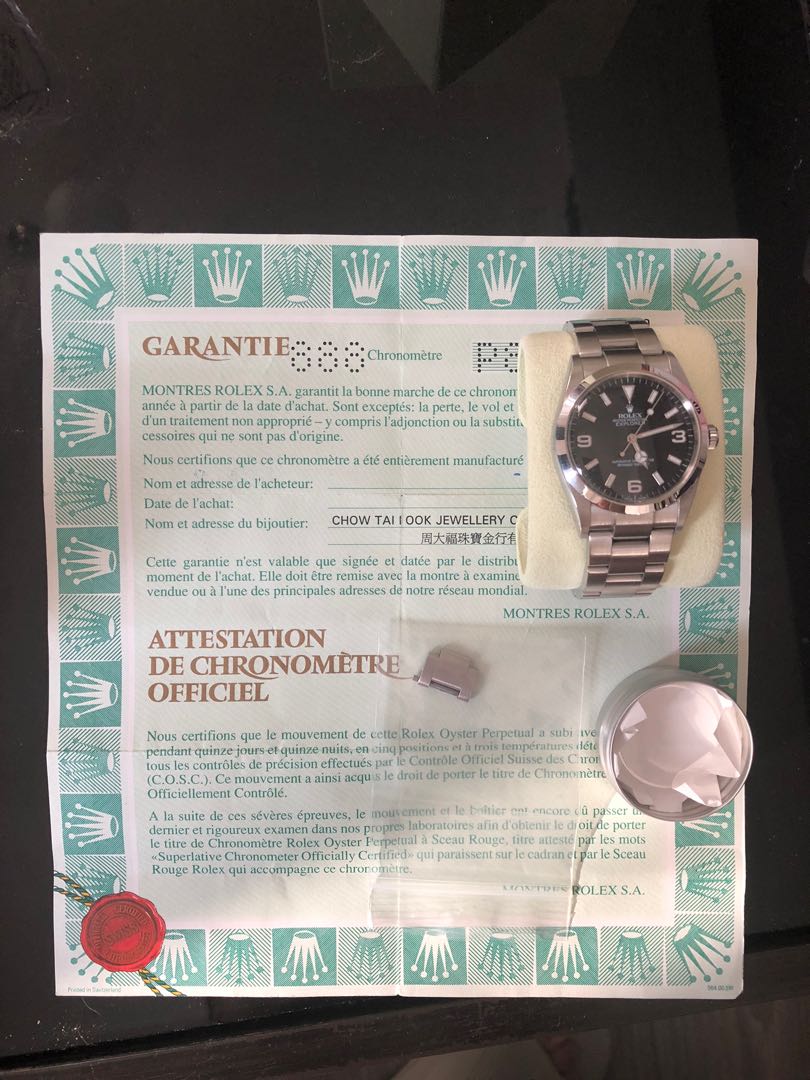 GARANTIE 888 Chronomètre
MONTRES ROLEX S.A. garantit la bonne marche de ce
année à partir de la date d'achat. Sont exceptés: la perte, le vol et
d'un traitement non approprié – y compris l'adjonction ou la
cessoires qui ne sont pas d'origine.
Nous certifions que ce chronomètre a été entièrement manufacturé
Nom et adresse de l'acheteur:
Date de l'achat:
Nom et adresse du bijoutier: CHOW TAI FOOK JEWELLERY
周大福珠寶金行有
Cette garantie n'est valable que signée et datée par le
moment de l'achat. Elle doit être remise avec la montre à
vendue ou à l'une des principales adresses de notre réseau mondial.
MONTRES ROLEX S.A.
ATTESTATION
DE CHRONOMÈTRE
OFFICIEL
Nous certifions que le mouvement de cette Rolex Oyster Perpetual a subi
pendant quinze jours et quinze nuits, en cinq positions et à trois températures
tous les contrôles de précision effectués par le Contrôle Officiel Suisse des
(C.O.S.C.). Ce mouvement a ainsi acquis le droit de porter le titre de Chronomètre
Officiellement Contrôlé.
A la suite de ces sévères épreuves, le mouvement et le boîtier ont encore dû passer un
dernier et rigoureux examen dans nos propres laboratoires afin d'obtenir le droit de porter
le titre de Chronomètre Rolex Oyster Perpetual à Sceau Rouge, titre attesté par les mots
«Superlative Chronometer Officially Certified» qui paraissent sur le cadran et par le Sceau
Rouge Rolex qui accompagne ce chronomètre.
MONTRES ROLEX S.A.
Printed in Switzerland
ROLEX
OYSTER PERPETUAL
EXPLORER
3
9
6